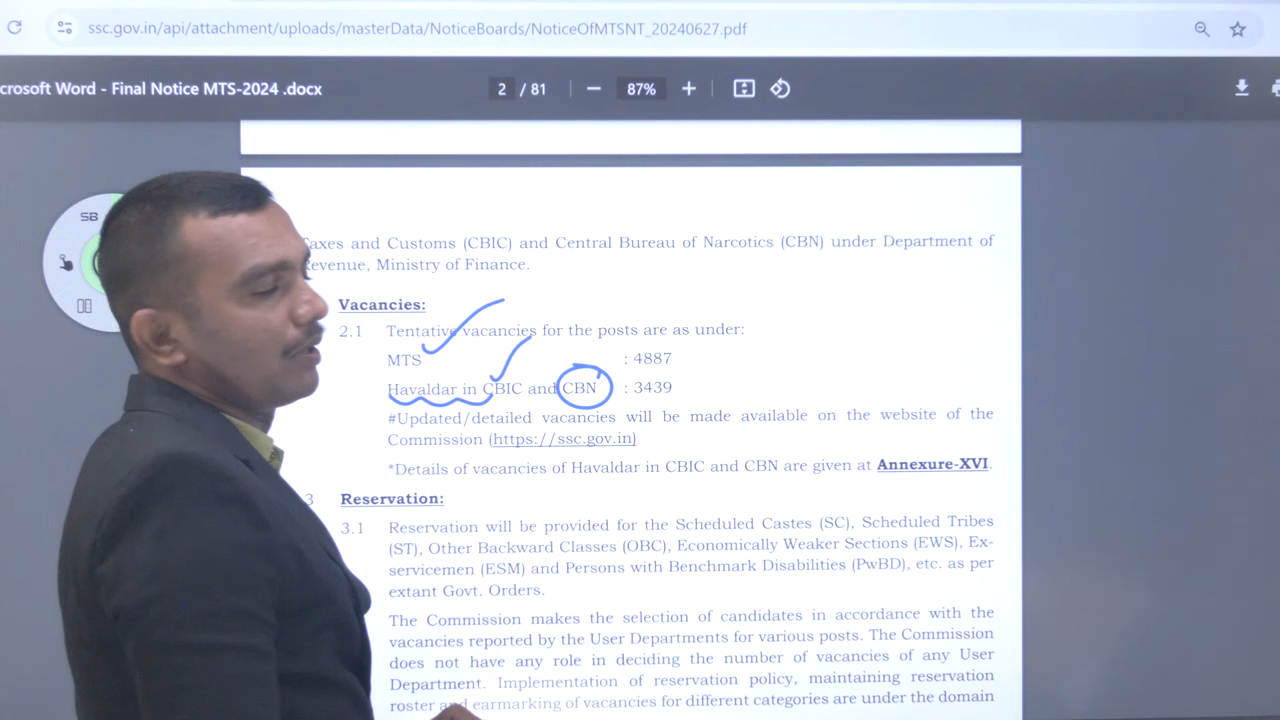 ssc.gov.in/api/attachment/uploads/masterData/NoticeBoards/NoticeOfMTSNT_20240627.pdf
crosoft Word - Final Notice MTS-2024 .docx
2 / 81
87%
SB
Taxes and Customs (CBIC) and Central Bureau of Narcotics (CBN) under Department of
Revenue, Ministry of Finance.
Vacancies:
2.1 Tentative vacancies for the posts are as under:
MTS : 4887
Havaldar in CBIC and CBN : 3439
#Updated/detailed vacancies will be made available on the website of the
Commission (https://ssc.gov.in)
*Details of vacancies of Havaldar in CBIC and CBN are given at Annexure-XVI.
3 Reservation:
3.1 Reservation will be provided for the Scheduled Castes (SC), Scheduled Tribes
(ST), Other Backward Classes (OBC), Economically Weaker Sections (EWS), Ex-
servicemen (ESM) and Persons with Benchmark Disabilities (PwBD), etc. as per
extant Govt. Orders.
The Commission makes the selection of candidates in accordance with the
vacancies reported by the User Departments for various posts. The Commission
does not have any role in deciding the number of vacancies of any User
Department. Implementation of reservation policy, maintaining reservation
roster and earmarking of vacancies for different categories are under the domain